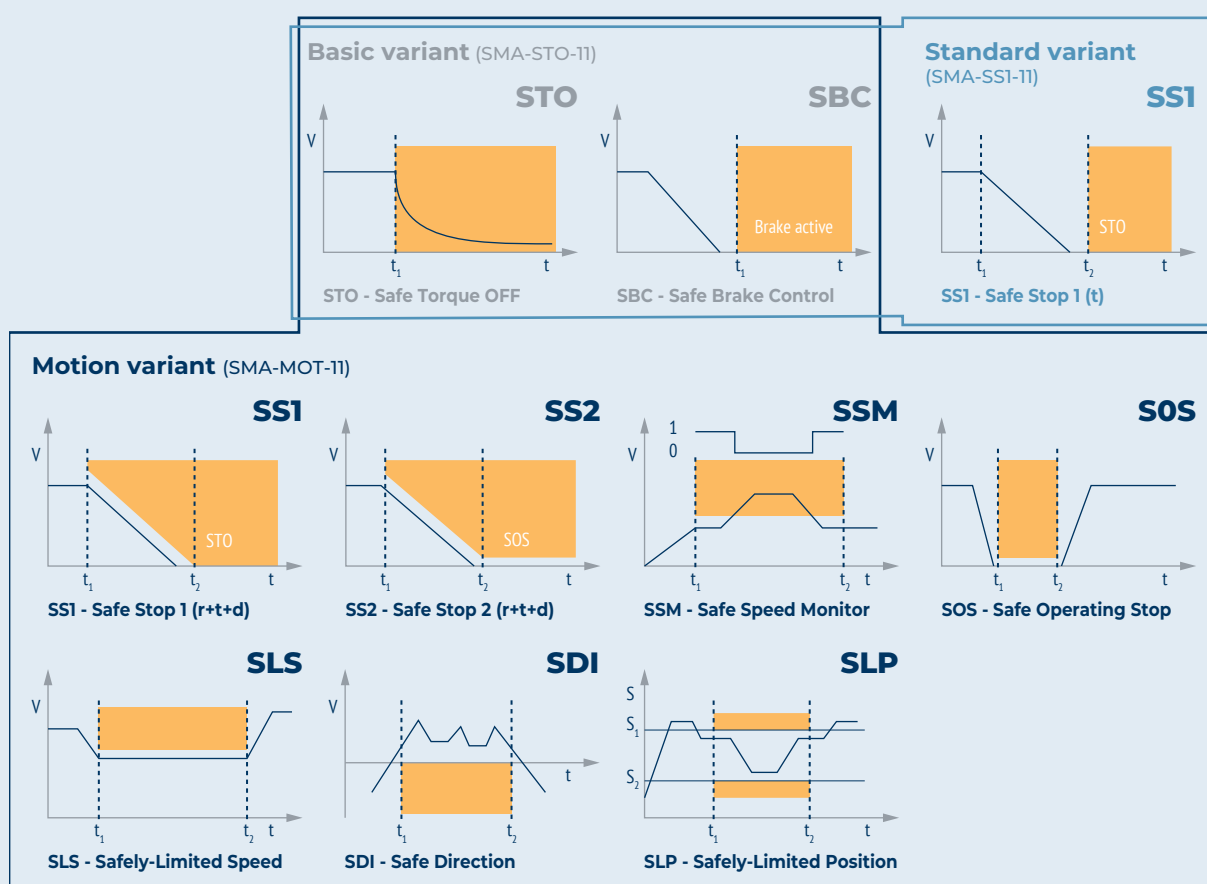 Basic variant (SMA-STO-11)
STO
V
t₁
t
STO - Safe Torque OFF
SBC
V
Brake active
t₁
t
SBC - Safe Brake Control
Standard variant
(SMA-SS1-11)
SS1
V
STO
t₁
t₂
t
SS1 - Safe Stop 1 (t)
Motion variant (SMA-MOT-11)
SS1
V
STO
t₁
t₂
t
SS1 - Safe Stop 1 (r+t+d)
SS2
V
SOS
t₁
t₂
t
SS2 - Safe Stop 2 (r+t+d)
SSM
1
0
V
t₁
t₂
t
SSM - Safe Speed Monitor
S0S
V
t₁
t₂
t
SOS - Safe Operating Stop
SLS
V
t₁
t₂
t
SLS - Safely-Limited Speed
SDI
V
t
t₁
t₂
SDI - Safe Direction
SLP
S
S₁
S₂
t₁
t₂
t
SLP - Safely-Limited Position